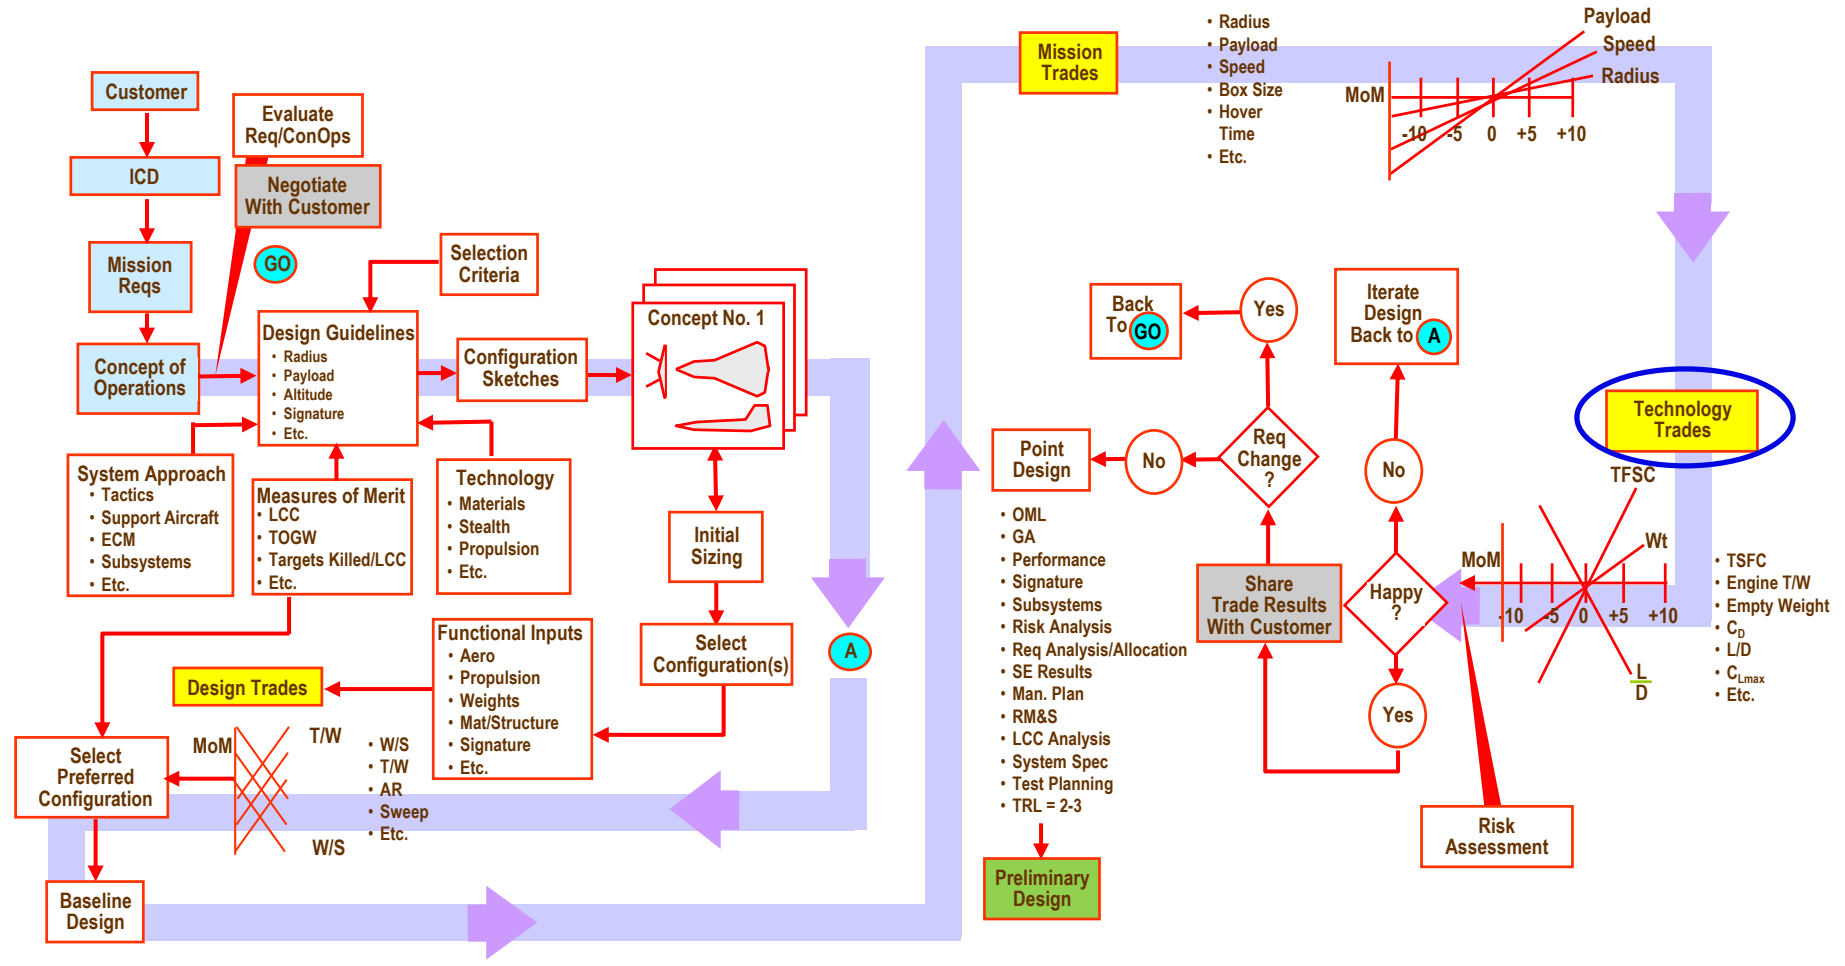 Customer
ICD
Mission
Reqs
Concept of
Operations
Evaluate
Req/ConOps
Negotiate
With Customer
GO
Selection
Criteria
Design Guidelines
• Radius
• Payload
• Altitude
• Signature
• Etc.
Configuration
Sketches
Concept No. 1
System Approach
• Tactics
• Support Aircraft
• ECM
• Subsystems
• Etc.
Measures of Merit
• LCC
• TOGW
• Targets Killed/LCC
• Etc.
Technology
• Materials
• Stealth
• Propulsion
• Etc.
Initial
Sizing
Select
Configuration(s)
A
Functional Inputs
• Aero
• Propulsion
• Weights
• Mat/Structure
• Signature
• Etc.
Design Trades
MoM
T/W
W/S
• W/S
• T/W
• AR
• Sweep
• Etc.
Select
Preferred
Configuration
Baseline
Design
Mission
Trades
• Radius
• Payload
• Speed
• Box Size
• Hover
Time
• Etc.
Payload
Speed
Radius
MoM
-10 -5 0 +5 +10
Technology
Trades
TFSC
Wt
MoM
-10 -5 0 +5 +10
L
D
• TSFC
• Engine T/W
• Empty Weight
• CD
• L/D
• CLmax
• Etc.
Risk
Assessment
Happy
?
No
Iterate
Design
Back to A
Yes
Share
Trade Results
With Customer
Req
Change
?
Yes
Back
To GO
No
Point
Design
• OML
• GA
• Performance
• Signature
• Subsystems
• Risk Analysis
• Req Analysis/Allocation
• SE Results
• Man. Plan
• RM&S
• LCC Analysis
• System Spec
• Test Planning
• TRL = 2-3
Preliminary
Design